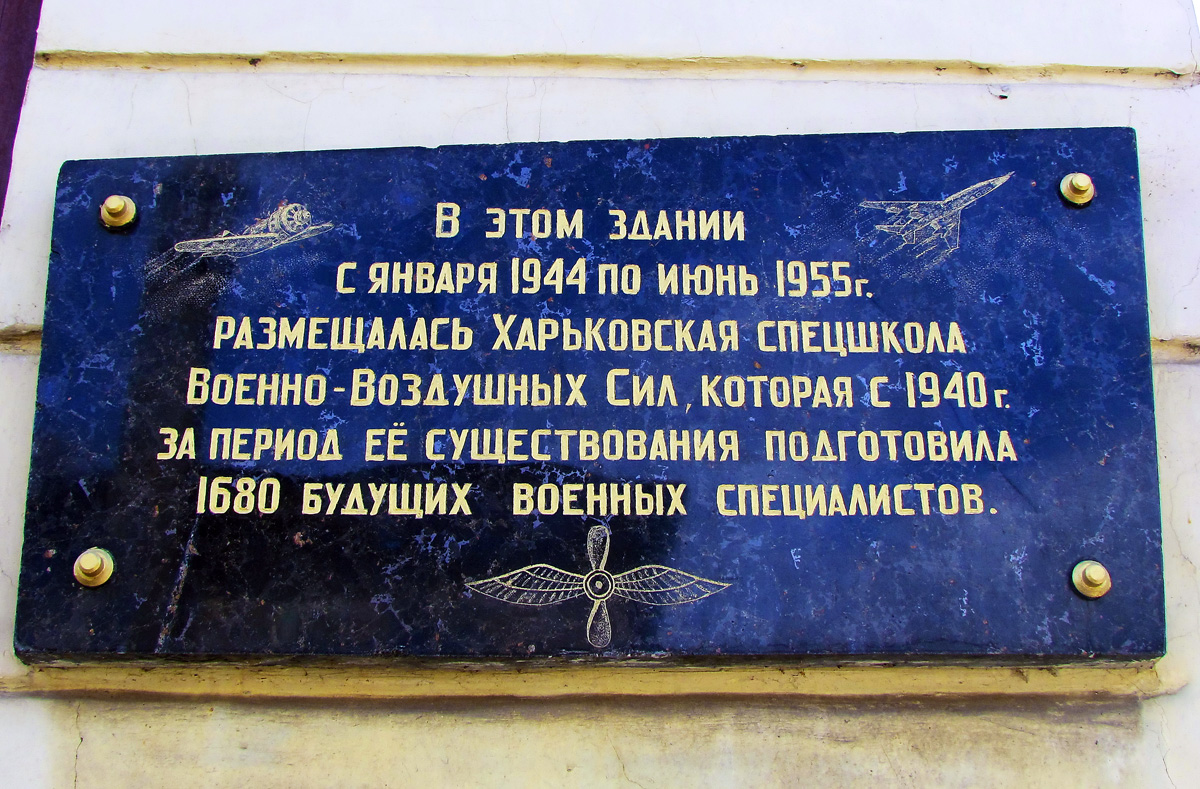 В ЭТОМ ЗДАНИИ
С ЯНВАРЯ 1944 ПО ИЮНЬ 1955г.
РАЗМЕЩАЛАСЬ ХАРЬКОВСКАЯ СПЕЦШКОЛА
ВОЕННО-ВОЗДУШНЫХ СИЛ, КОТОРАЯ С 1940 г.
ЗА ПЕРИОД ЕЁ СУЩЕСТВОВАНИЯ ПОДГОТОВИЛА
1680 БУДУЩИХ ВОЕННЫХ СПЕЦИАЛИСТОВ.